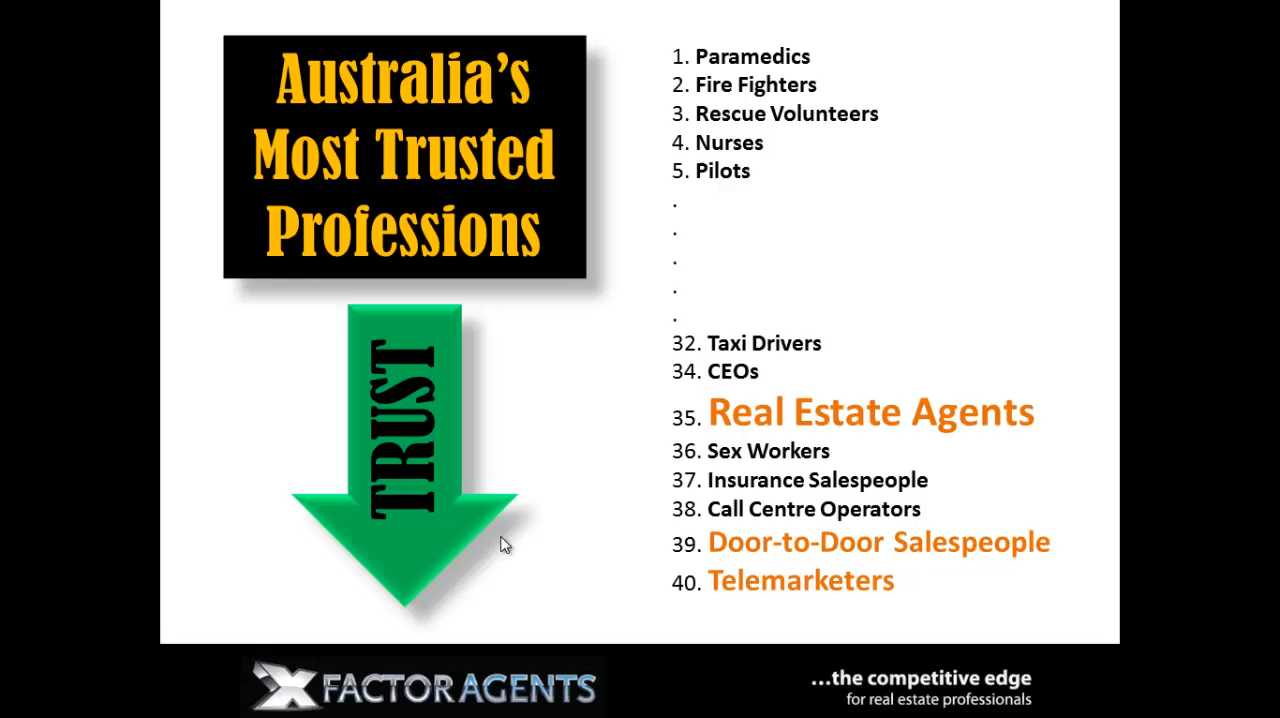 Australia's
Most Trusted
Professions
TRUST
1. Paramedics
2. Fire Fighters
3. Rescue Volunteers
4. Nurses
5. Pilots
.
.
.
.
.
32. Taxi Drivers
34. CEOs
35. Real Estate Agents
36. Sex Workers
37. Insurance Salespeople
38. Call Centre Operators
39. Door-to-Door Salespeople
40. Telemarketers
X FACTOR AGENTS
...the competitive edge
for real estate professionals